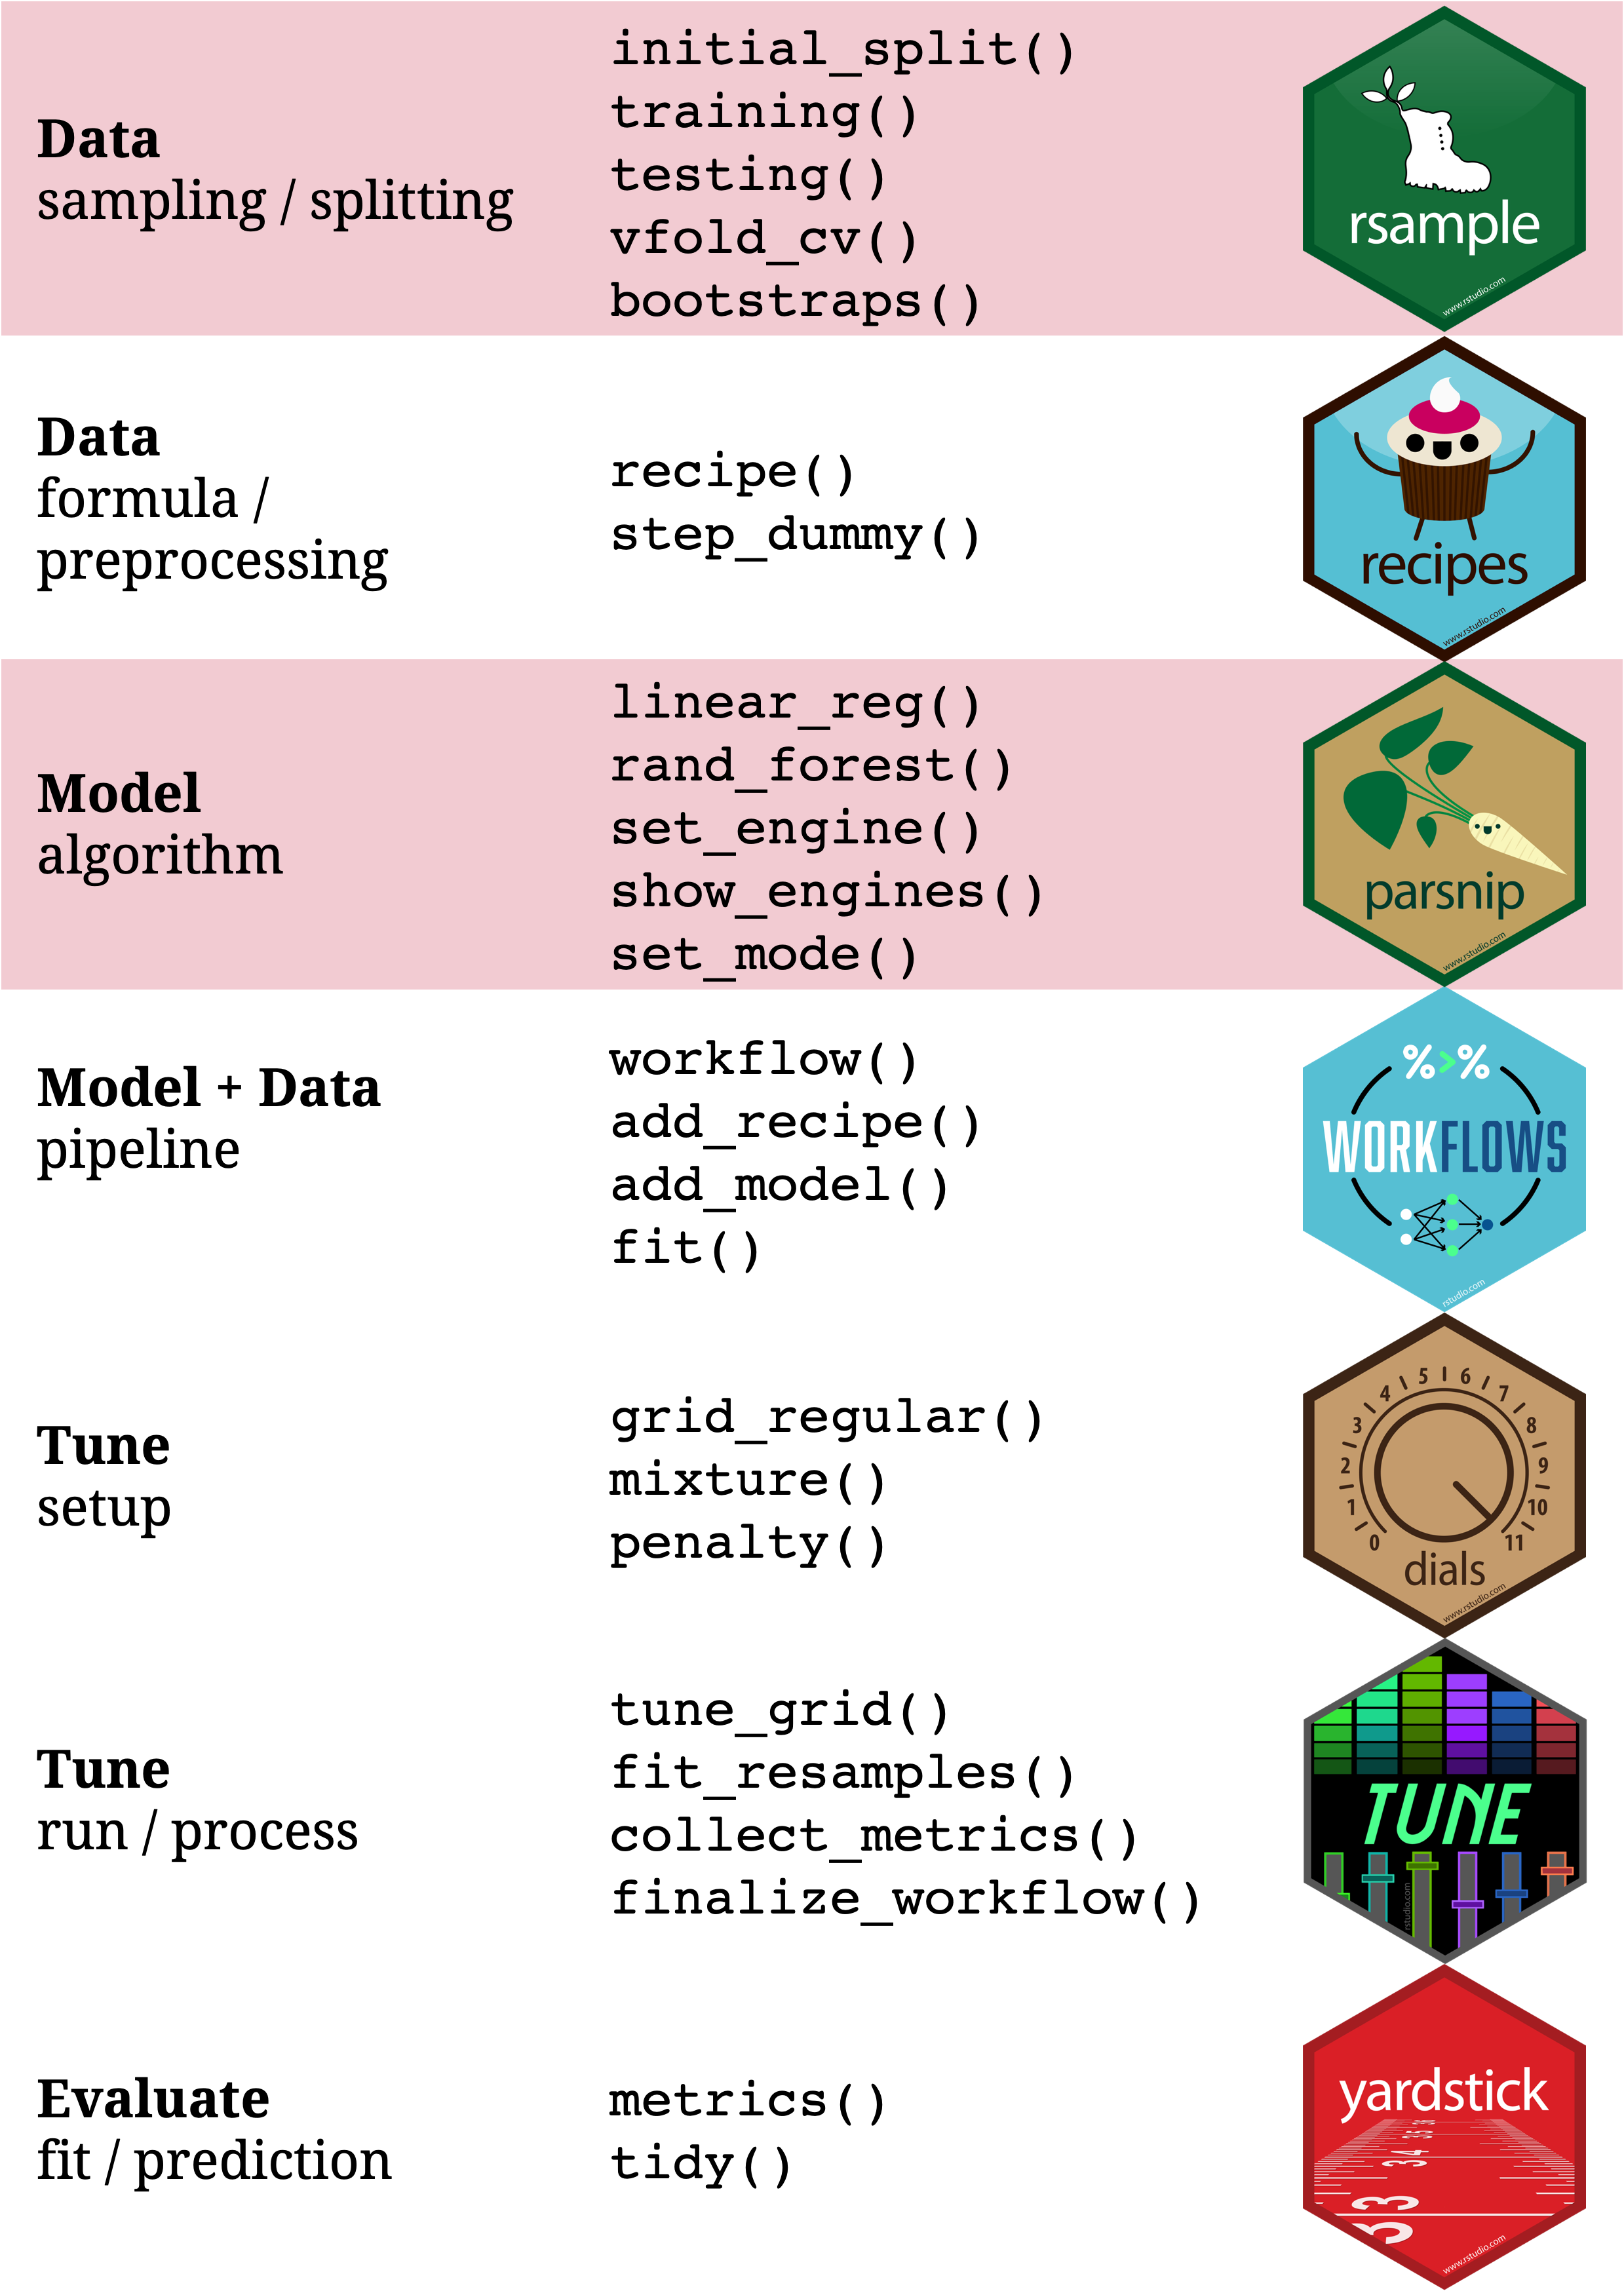 Data
sampling / splitting
initial_split()
training()
testing()
vfold_cv()
bootstraps()
rsample
www.rstudio.com
Data
formula /
preprocessing
recipe()
step_dummy()
recipes
www.rstudio.com
Model
algorithm
linear_reg()
rand_forest()
set_engine()
show_engines()
set_mode()
parsnip
www.rstudio.com
Model + Data
pipeline
workflow()
add_recipe()
add_model()
fit()
%>%
WORKFLOWS
rstudio.com
Tune
setup
grid_regular()
mixture()
penalty()
0 1 2 3 4 5 6 7 8 9 10 11
dials
www.rstudio.com
Tune
run / process
tune_grid()
fit_resamples()
collect_metrics()
finalize_workflow()
TUNE
rstudio.com
Evaluate
fit / prediction
metrics()
tidy()
yardstick
35
34
33
www.rstudio.com